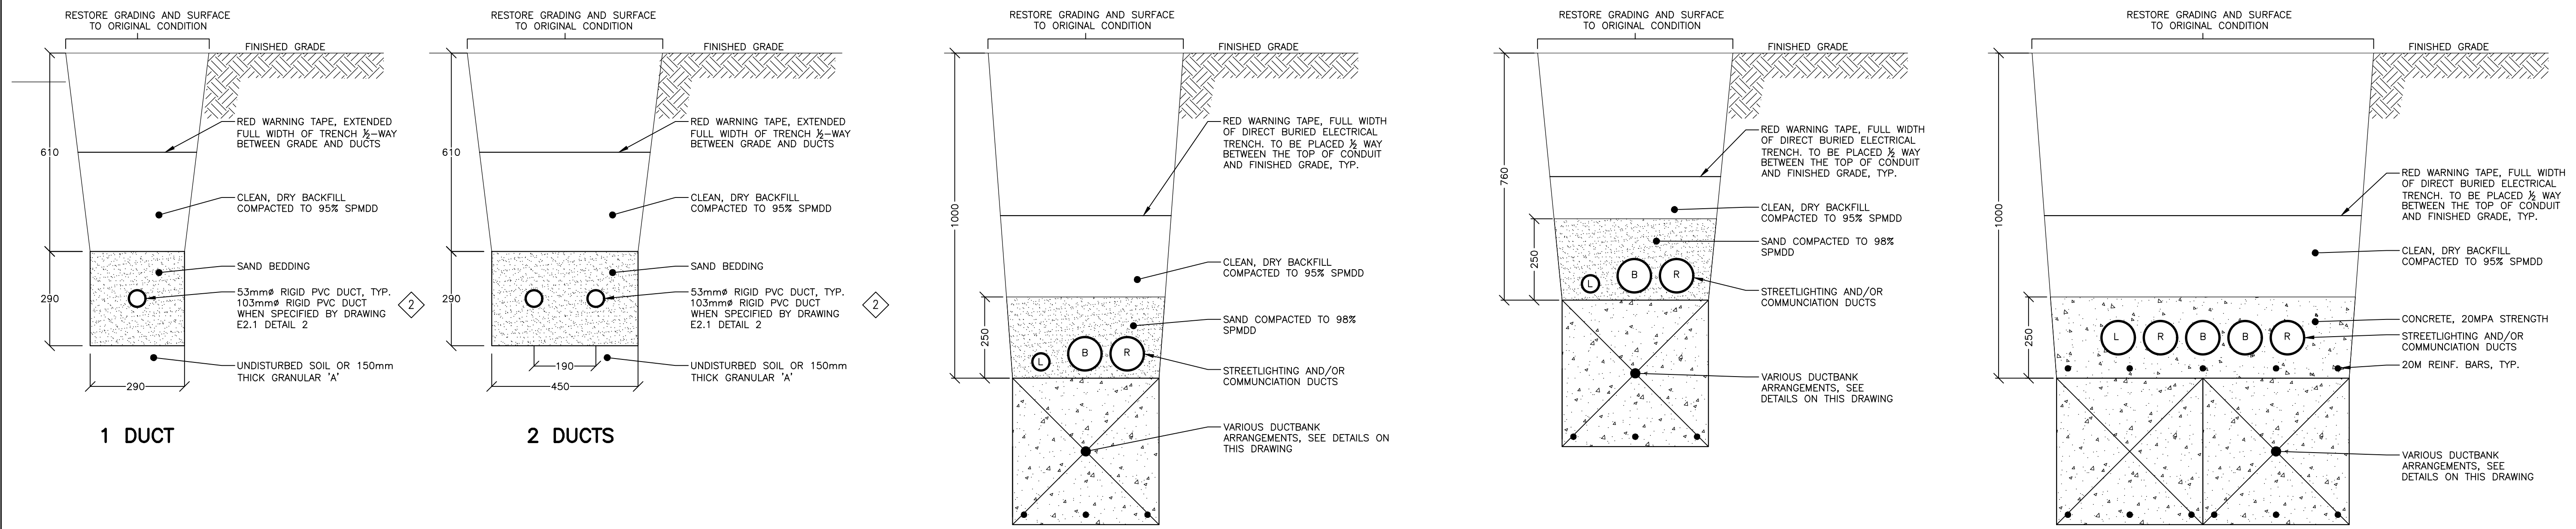 RESTORE GRADING AND SURFACE
TO ORIGINAL CONDITION
FINISHED GRADE
RED WARNING TAPE, EXTENDED
FULL WIDTH OF TRENCH ½-WAY
BETWEEN GRADE AND DUCTS
610
CLEAN, DRY BACKFILL
COMPACTED TO 95% SPMDD
SAND BEDDING
290
53mmø RIGID PVC DUCT, TYP.
103mmø RIGID PVC DUCT
WHEN SPECIFIED BY DRAWING
E2.1 DETAIL 2
2
UNDISTURBED SOIL OR 150mm
THICK GRANULAR 'A'
290
1 DUCT
RESTORE GRADING AND SURFACE
TO ORIGINAL CONDITION
FINISHED GRADE
RED WARNING TAPE, EXTENDED
FULL WIDTH OF TRENCH ½-WAY
BETWEEN GRADE AND DUCTS
610
CLEAN, DRY BACKFILL
COMPACTED TO 95% SPMDD
SAND BEDDING
290
53mmø RIGID PVC DUCT, TYP.
103mmø RIGID PVC DUCT
WHEN SPECIFIED BY DRAWING
E2.1 DETAIL 2
2
190
UNDISTURBED SOIL OR 150mm
THICK GRANULAR 'A'
450
2 DUCTS
RESTORE GRADING AND SURFACE
TO ORIGINAL CONDITION
FINISHED GRADE
RED WARNING TAPE, FULL WIDTH
OF DIRECT BURIED ELECTRICAL
TRENCH. TO BE PLACED ½ WAY
BETWEEN THE TOP OF CONDUIT
AND FINISHED GRADE, TYP.
1000
CLEAN, DRY BACKFILL
COMPACTED TO 95% SPMDD
250
SAND COMPACTED TO 98%
SPMDD
L
B
R
STREETLIGHTING AND/OR
COMMUNCIATION DUCTS
VARIOUS DUCTBANK
ARRANGEMENTS, SEE DETAILS ON
THIS DRAWING
RESTORE GRADING AND SURFACE
TO ORIGINAL CONDITION
FINISHED GRADE
RED WARNING TAPE, FULL WIDTH
OF DIRECT BURIED ELECTRICAL
TRENCH. TO BE PLACED ½ WAY
BETWEEN THE TOP OF CONDUIT
AND FINISHED GRADE, TYP.
760
CLEAN, DRY BACKFILL
COMPACTED TO 95% SPMDD
SAND COMPACTED TO 98%
SPMDD
250
L
B
R
STREETLIGHTING AND/OR
COMMUNCIATION DUCTS
VARIOUS DUCTBANK
ARRANGEMENTS, SEE
DETAILS ON THIS DRAWING
RESTORE GRADING AND SURFACE
TO ORIGINAL CONDITION
FINISHED GRADE
RED WARNING TAPE, FULL WIDTH
OF DIRECT BURIED ELECTRICAL
TRENCH. TO BE PLACED ½ WAY
BETWEEN THE TOP OF CONDUIT
AND FINISHED GRADE, TYP.
1000
CLEAN, DRY BACKFILL
COMPACTED TO 95% SPMDD
CONCRETE, 20MPA STRENGTH
250
L
R
B
B
R
STREETLIGHTING AND/OR
COMMUNCIATION DUCTS
20M REINF. BARS, TYP.
VARIOUS DUCTBANK
ARRANGEMENTS, SEE
DETAILS ON THIS DRAWING